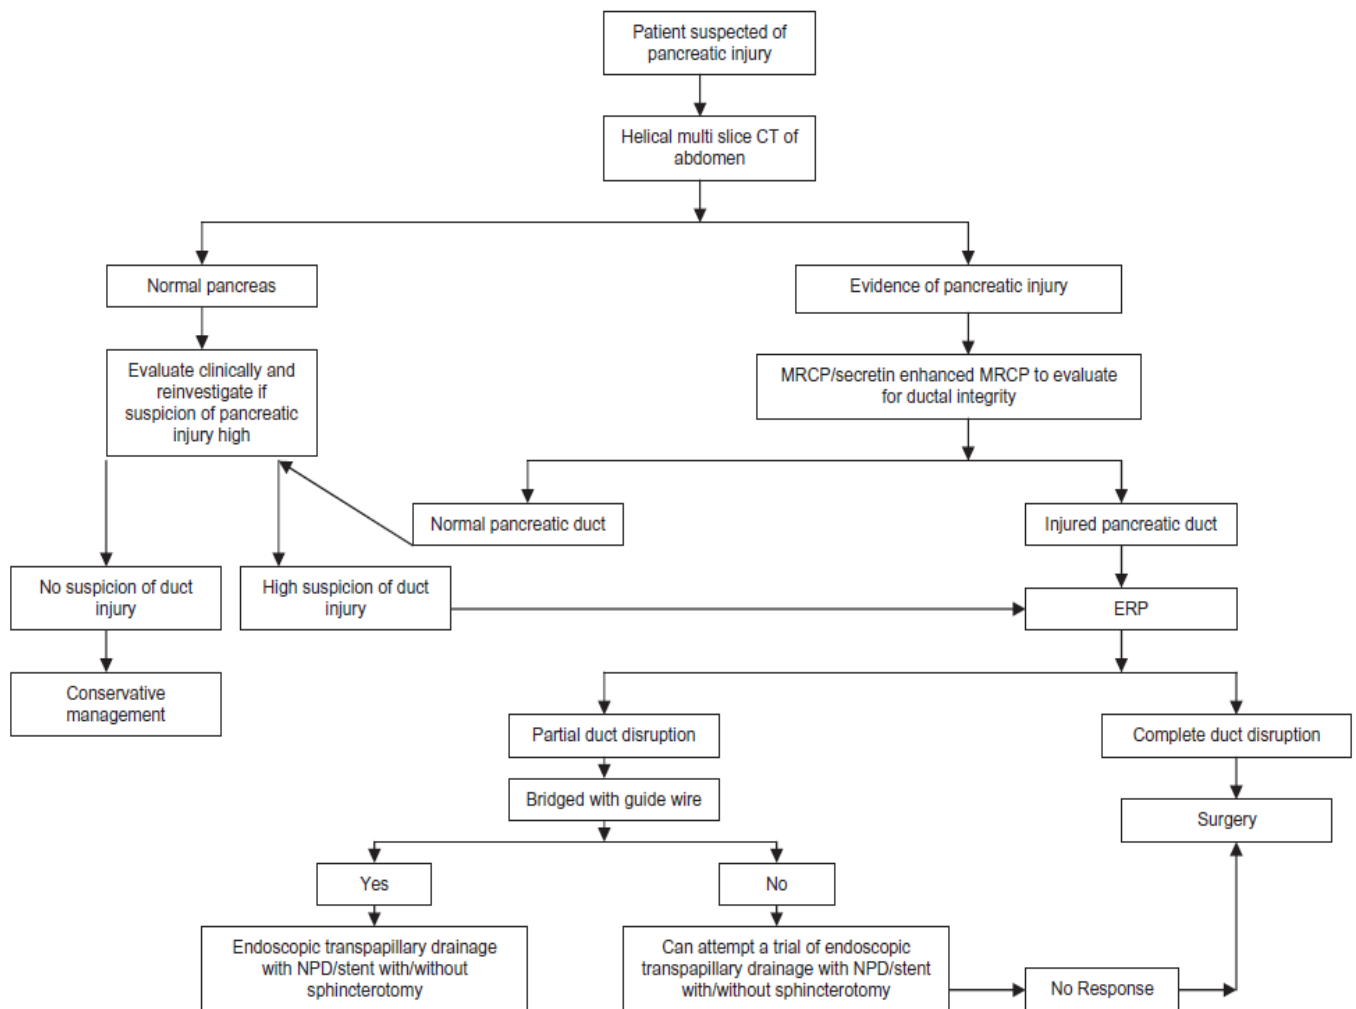 Patient suspected of
pancreatic injury
Helical multi slice CT of
abdomen
Normal pancreas
Evidence of pancreatic injury
Evaluate clinically and
reinvestigate if
suspicion of pancreatic
injury high
MRCP/secretin enhanced MRCP to evaluate
for ductal integrity
Normal pancreatic duct
Injured pancreatic duct
No suspicion of duct
injury
High suspicion of duct
injury
ERP
Conservative
management
Partial duct disruption
Complete duct disruption
Bridged with guide wire
Surgery
Yes
No
Endoscopic transpapillary drainage
with NPD/stent with/without
sphincterotomy
Can attempt a trial of endoscopic
transpapillary drainage with NPD/stent
with/without sphincterotomy
No Response